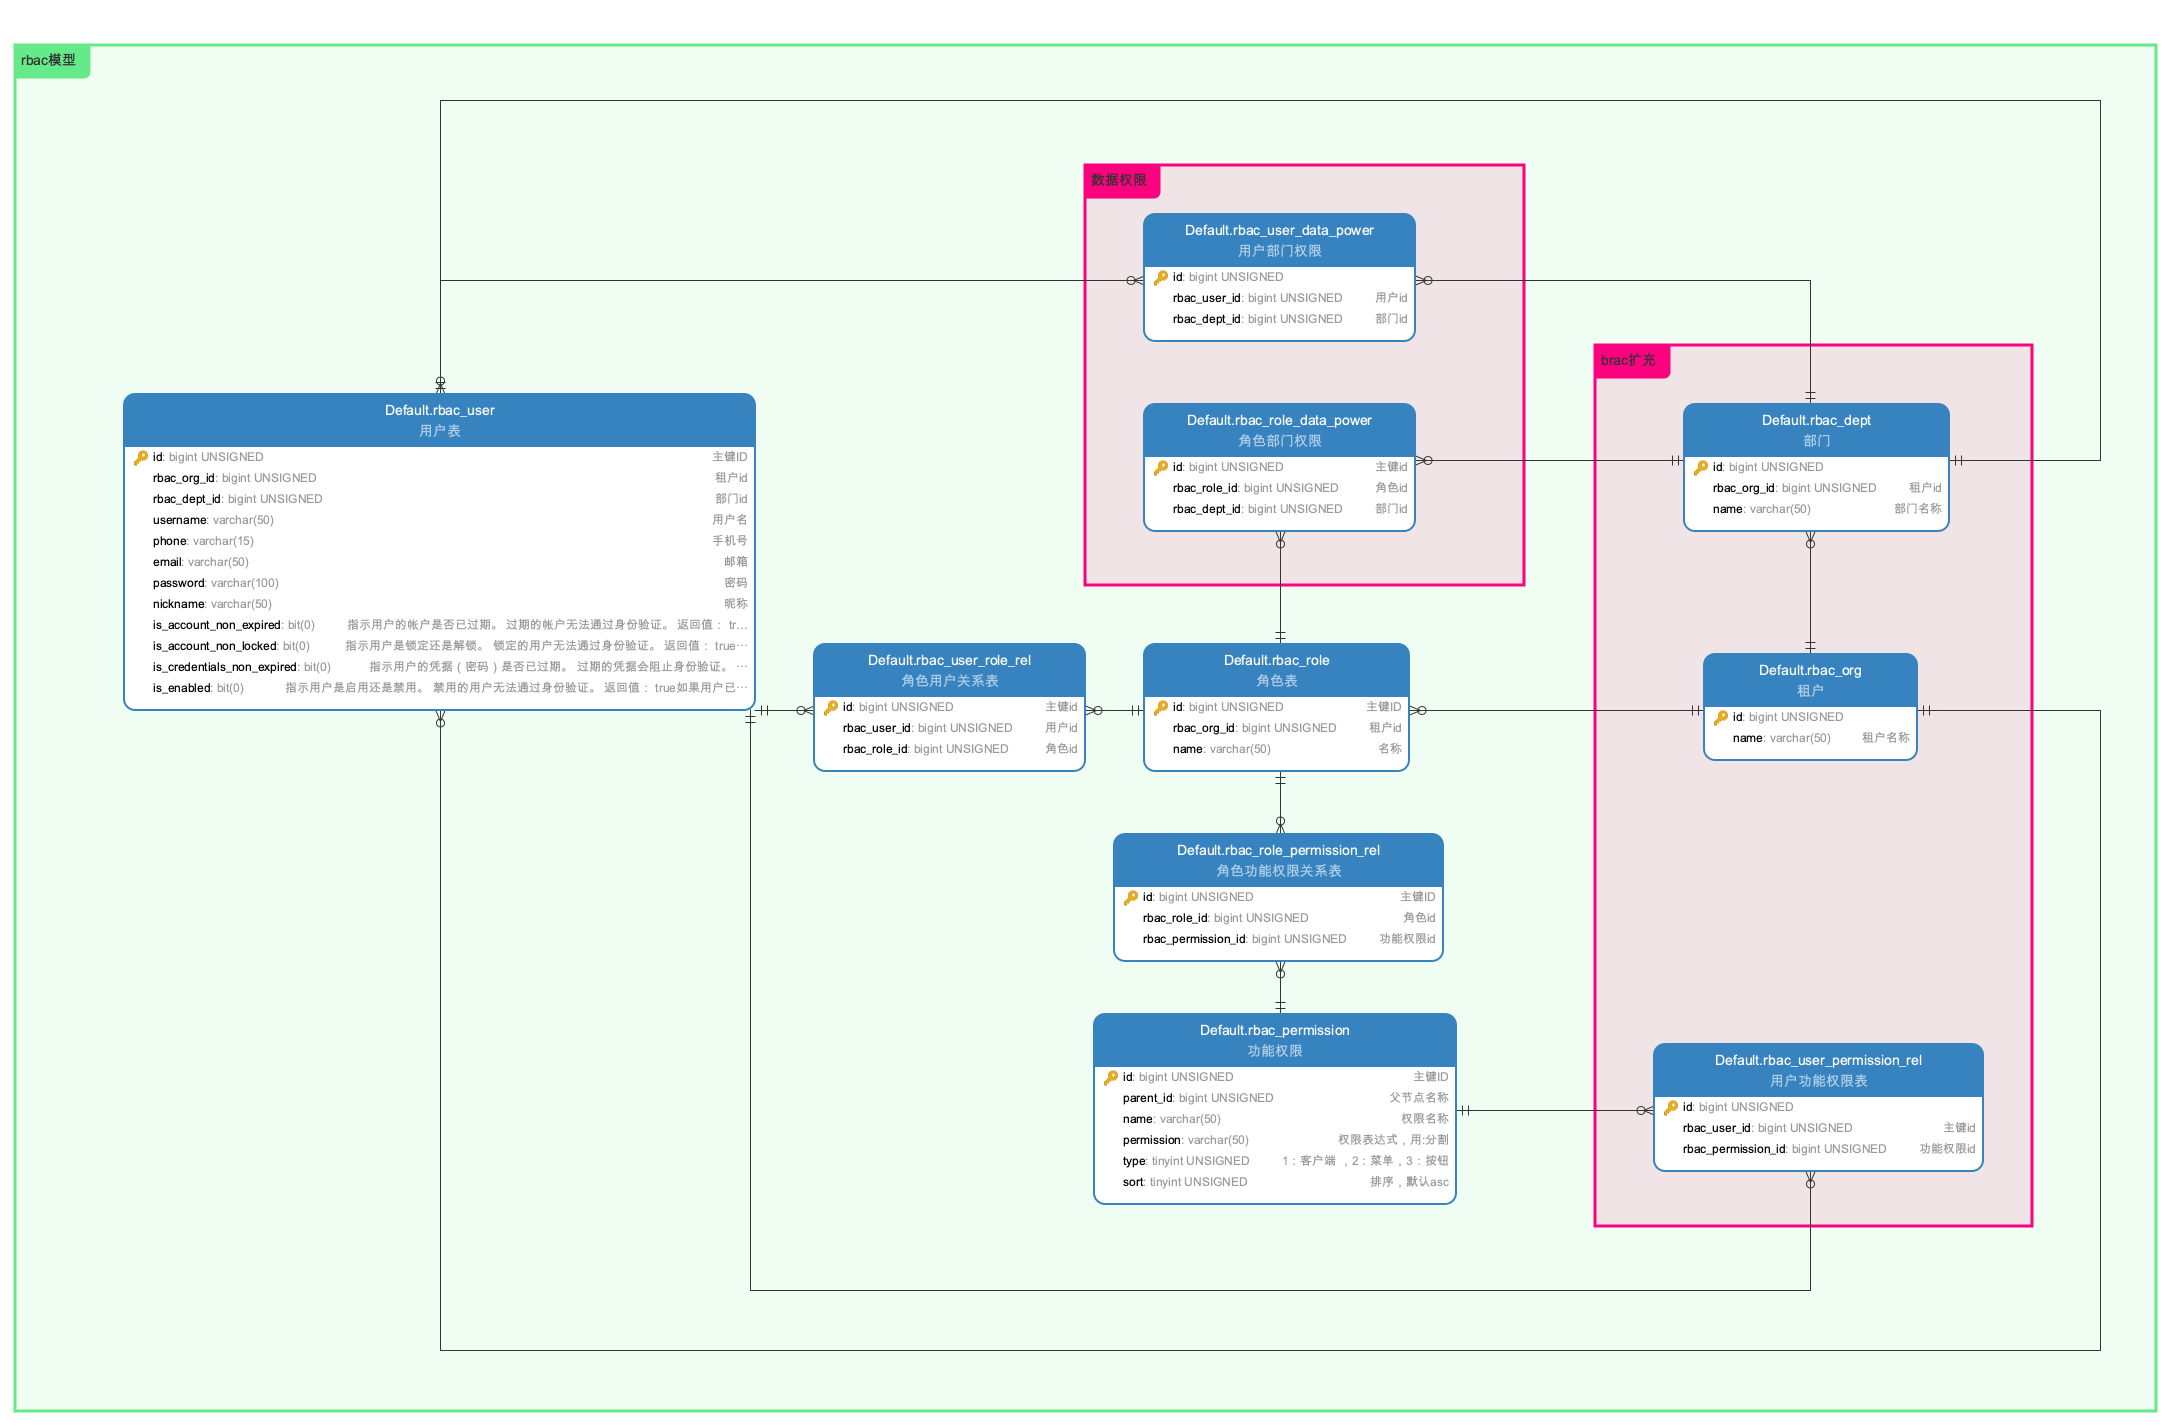 rbac模型
数据权限
Default.rbac_user_data_power
用户部门权限
id: bigint UNSIGNED
rbac_user_id: bigint UNSIGNED 用户id
rbac_dept_id: bigint UNSIGNED 部门id
Default.rbac_role_data_power
角色部门权限
id: bigint UNSIGNED 主键id
rbac_role_id: bigint UNSIGNED 角色id
rbac_dept_id: bigint UNSIGNED 部门id
brac扩充
Default.rbac_dept
部门
id: bigint UNSIGNED
rbac_org_id: bigint UNSIGNED 租户id
name: varchar(50) 部门名称
Default.rbac_user
用户表
id: bigint UNSIGNED 主键ID
rbac_org_id: bigint UNSIGNED 租户id
rbac_dept_id: bigint UNSIGNED 部门id
username: varchar(50) 用户名
phone: varchar(15) 手机号
email: varchar(50) 邮箱
password: varchar(100) 密码
nickname: varchar(50) 昵称
is_account_non_expired: bit(0) 指示用户的帐户是否已过期。 过期的帐户无法通过身份验证。 返回值： tr...
is_account_non_locked: bit(0) 指示用户是锁定还是解锁。 锁定的用户无法通过身份验证。 返回值： true…
is_credentials_non_expired: bit(0) 指示用户的凭据（密码）是否已过期。 过期的凭据会阻止身份验证。 …
is_enabled: bit(0) 指示用户是启用还是禁用。 禁用的用户无法通过身份验证。 返回值： true如果用户已…
Default.rbac_user_role_rel
角色用户关系表
id: bigint UNSIGNED 主键id
rbac_user_id: bigint UNSIGNED 用户id
rbac_role_id: bigint UNSIGNED 角色id
Default.rbac_role
角色表
id: bigint UNSIGNED 主键ID
rbac_org_id: bigint UNSIGNED 租户id
name: varchar(50) 名称
Default.rbac_org
租户
id: bigint UNSIGNED
name: varchar(50) 租户名称
Default.rbac_role_permission_rel
角色功能权限关系表
id: bigint UNSIGNED 主键ID
rbac_role_id: bigint UNSIGNED 角色id
rbac_permission_id: bigint UNSIGNED 功能权限id
Default.rbac_permission
功能权限
id: bigint UNSIGNED 主键ID
parent_id: bigint UNSIGNED 父节点名称
name: varchar(50) 权限名称
permission: varchar(50) 权限表达式，用:分割
type: tinyint UNSIGNED 1：客户端 ，2：菜单，3：按钮
sort: tinyint UNSIGNED 排序，默认asc
Default.rbac_user_permission_rel
用户功能权限表
id: bigint UNSIGNED
rbac_user_id: bigint UNSIGNED 主键id
rbac_permission_id: bigint UNSIGNED 功能权限id